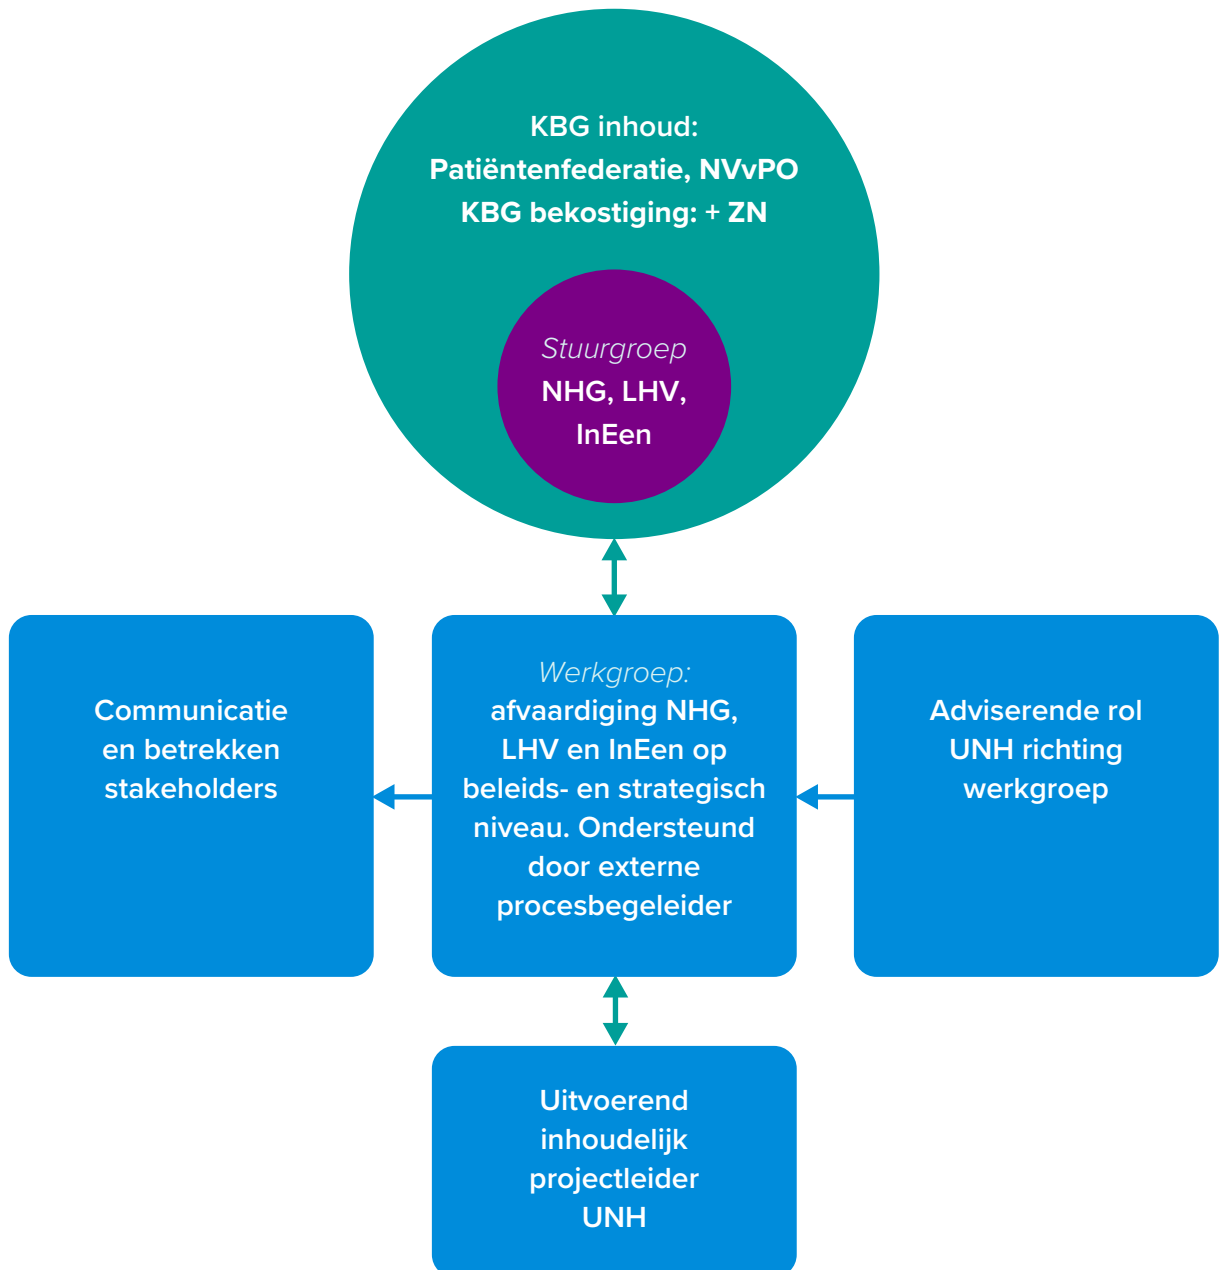 KBG inhoud:
Patiëntenfederatie, NVvPO
KBG bekostiging: + ZN
Stuurgroep
NHG, LHV,
InEen
Communicatie
en betrekken
stakeholders
Werkgroep:
afvaardiging NHG,
LHV en InEen op
beleids- en strategisch
niveau. Ondersteund
door externe
procesbegeleider
Adviserende rol
UNH richting
werkgroep
Uitvoerend
inhoudelijk
projectleider
UNH